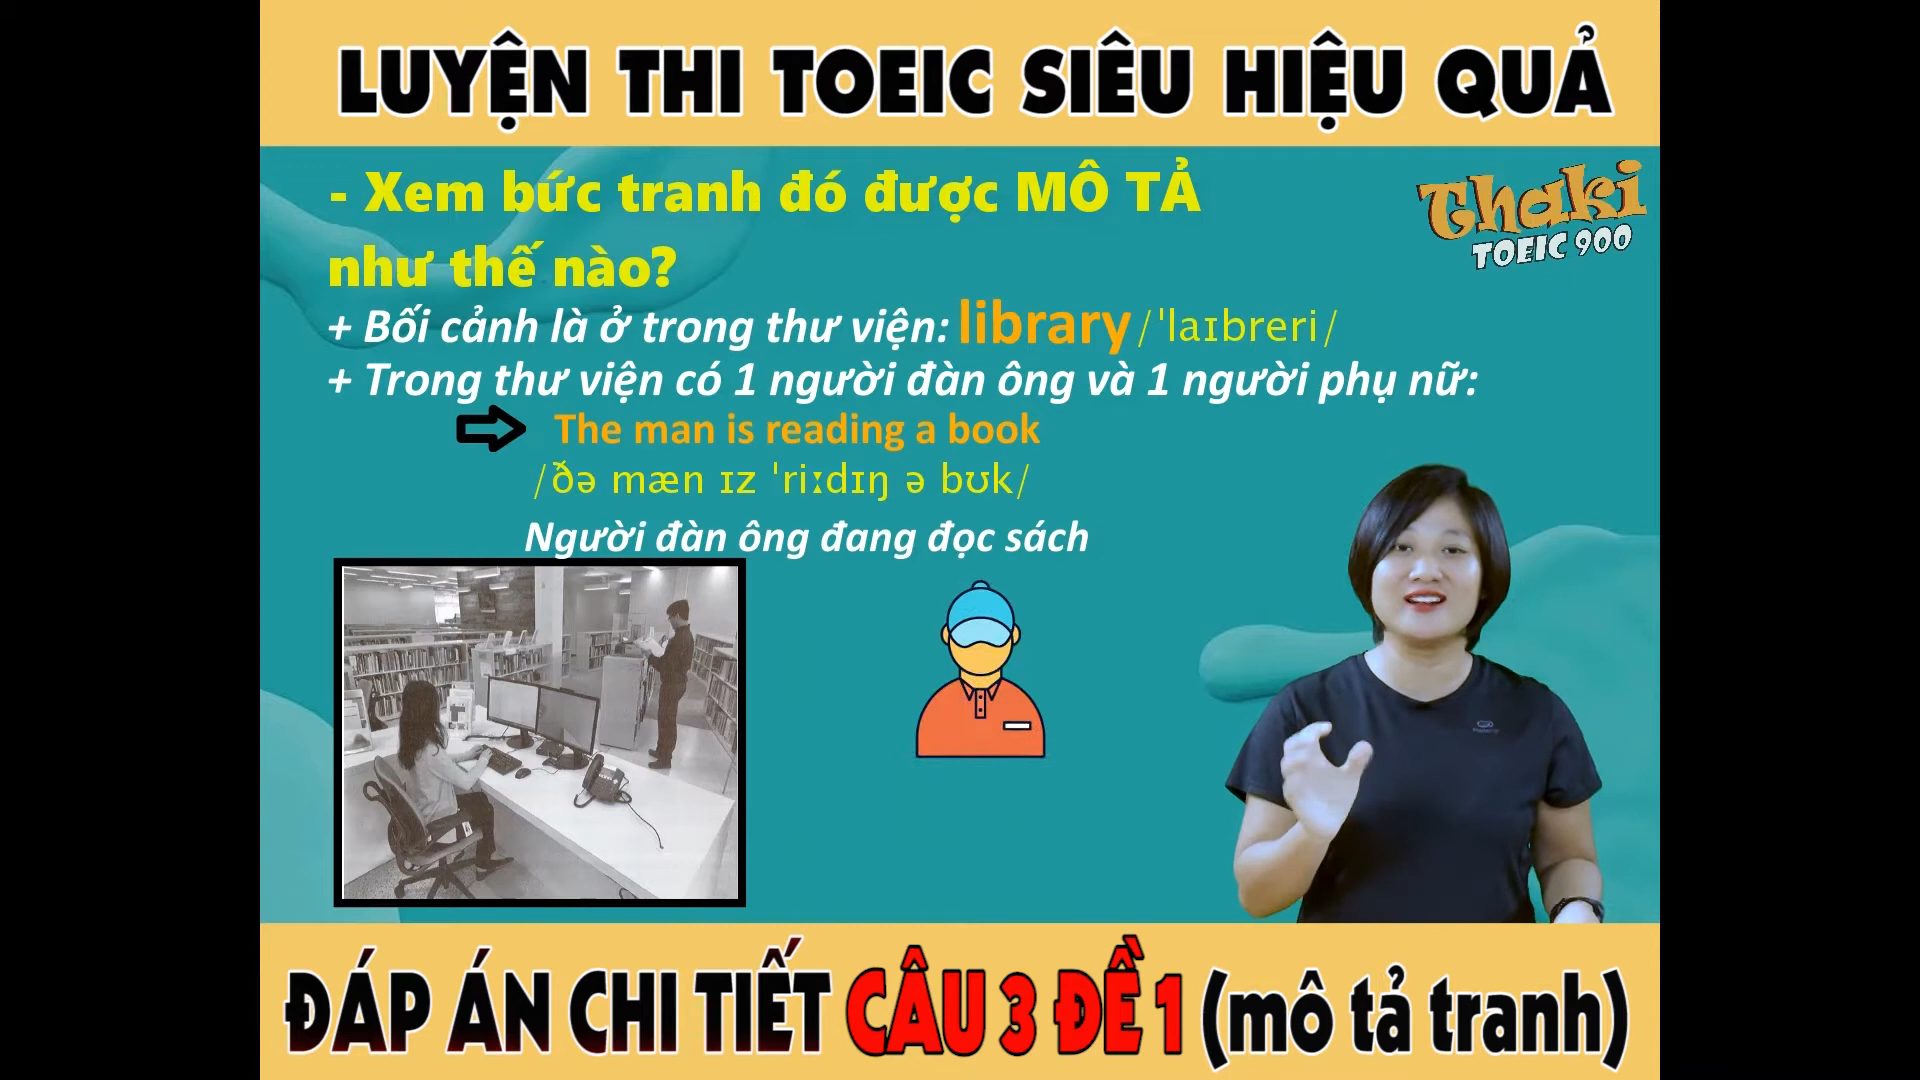 LUYỆN THI TOEIC SIÊU HIỆU QUẢ
- Xem bức tranh đó được MÔ TẢ
như thế nào?
Thaki
TOEIC 900
+ Bối cảnh là ở trong thư viện: library /ˈlaɪbreri/
+ Trong thư viện có 1 người đàn ông và 1 người phụ nữ:
The man is reading a book
/ðə mæn ɪz ˈriːdɪŋ ə bʊk/
Người đàn ông đang đọc sách
ĐÁP ÁN CHI TIẾT CÂU 3 ĐỀ 1 (mô tả tranh)